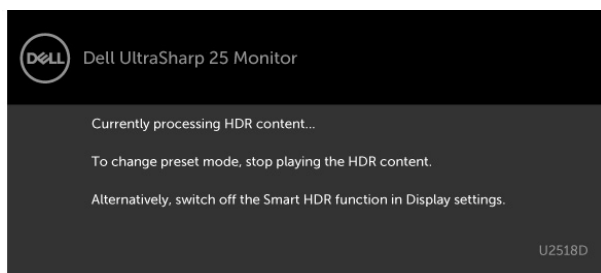 DELL
Dell UltraSharp 25 Monitor
Currently processing HDR content...
To change preset mode, stop playing the HDR content.
Alternatively, switch off the Smart HDR function in Display settings.
U2518D